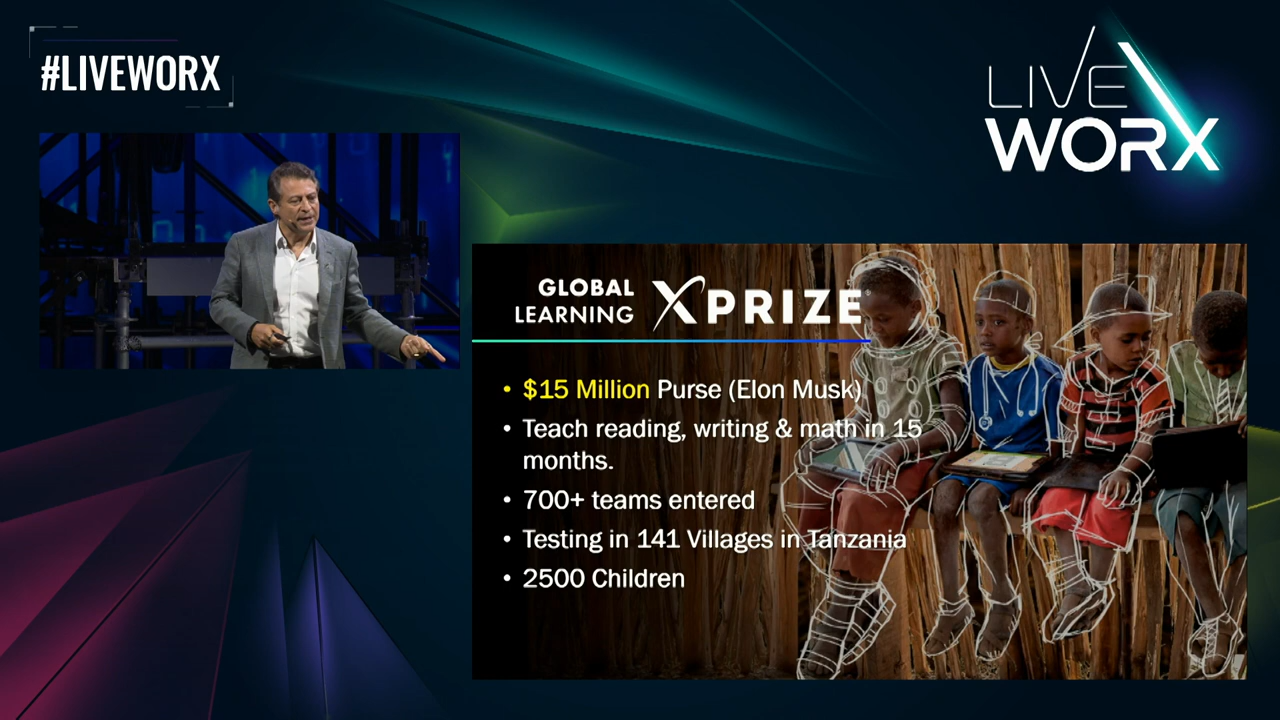 #LIVEWORX
LIVE
WORX
GLOBAL
LEARNING
XPRIZE
• $15 Million Purse (Elon Musk)
• Teach reading, writing & math in 15
months.
• 700+ teams entered
• Testing in 141 Villages in Tanzania
• 2500 Children